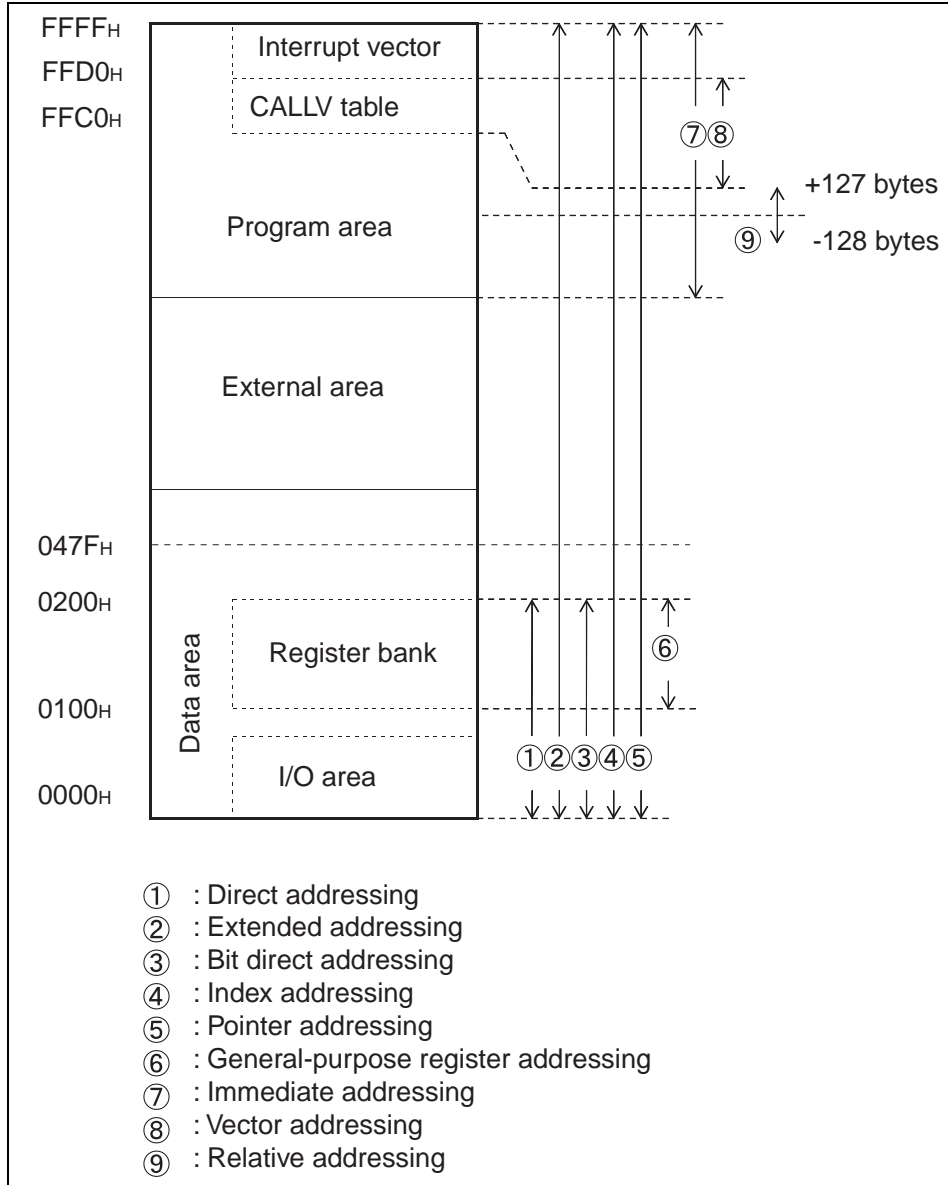 FFFFH
Interrupt vector
FFD0H
CALLV table
FFC0H
⑦⑧
+127 bytes
Program area
⑨
-128 bytes
External area
047FH
0200H
Register bank
⑥
Data area
0100H
①②③④⑤
I/O area
0000H
① : Direct addressing
② : Extended addressing
③ : Bit direct addressing
④ : Index addressing
⑤ : Pointer addressing
⑥ : General-purpose register addressing
⑦ : Immediate addressing
⑧ : Vector addressing
⑨ : Relative addressing